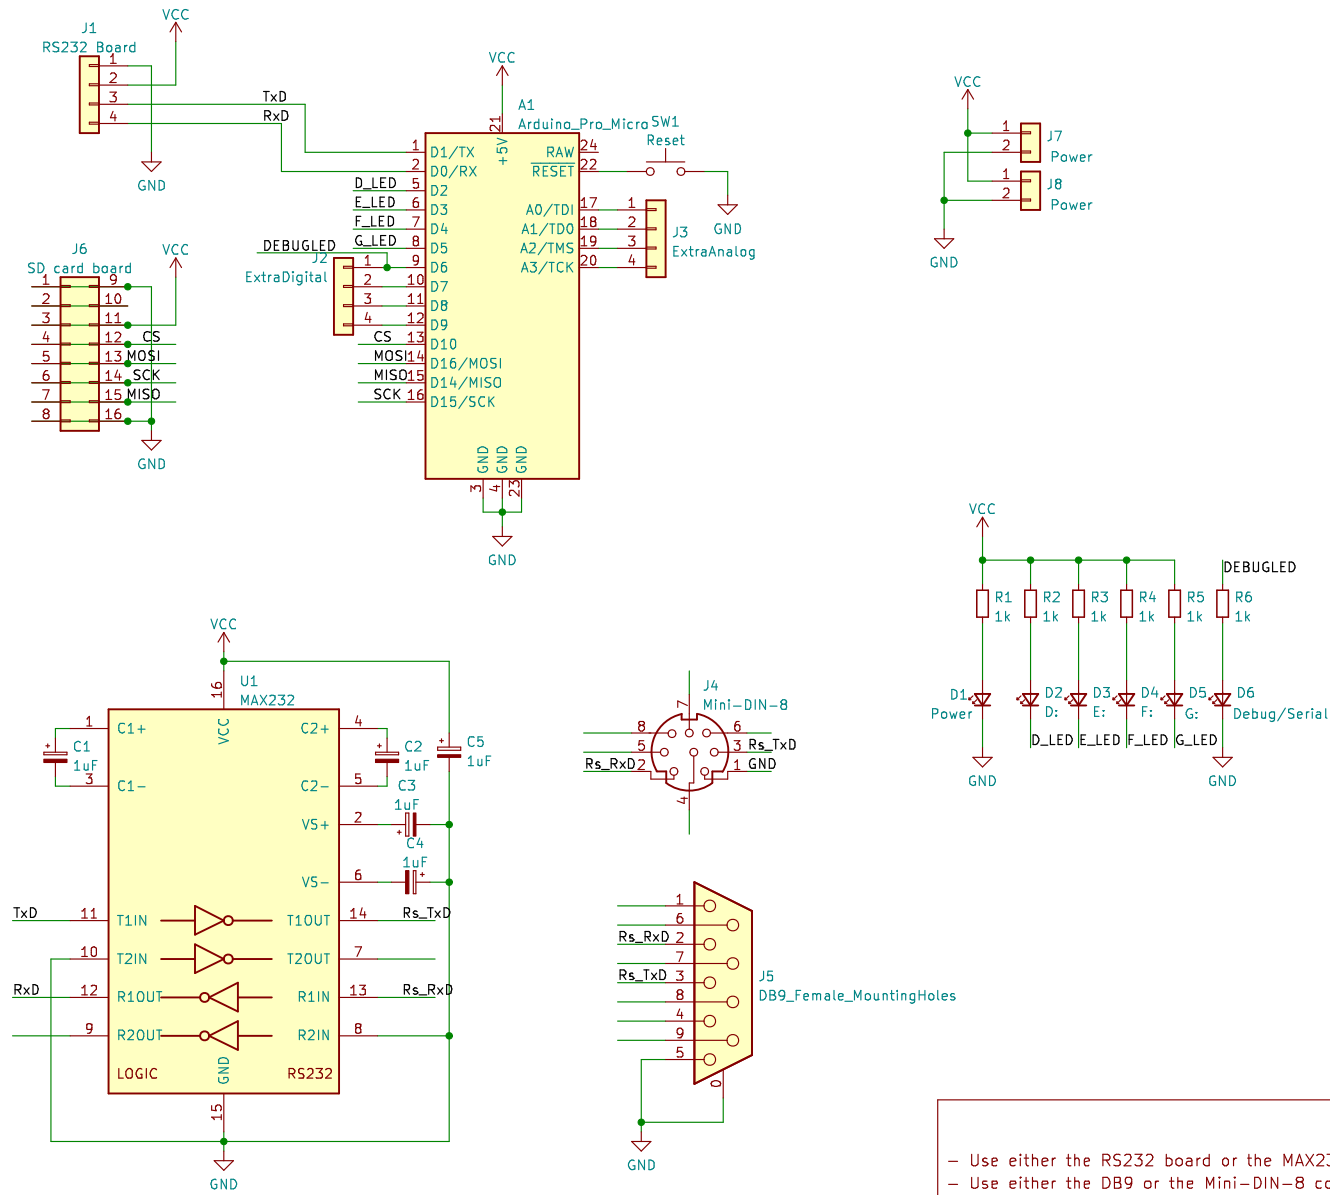 J1
RS232 Board
1
2
3
4
VCC
GND
TxD
RxD
VCC
A1
Arduino_Pro_Micro
21
+5V
1 D1/TX
2 D0/RX
D_LED 5 D2
E_LED 6 D3
F_LED 7 D4
G_LED 8 D5
DEBUGLED
9 D6
10 D7
11 D8
12 D9
CS 13 D10
MOSI 14 D16/MOSI
MISO 15 D14/MISO
SCK 16 D15/SCK
RAW 24
RESET 22
A0/TDI 17
A1/TDO 18
A2/TMS 19
A3/TCK 20
GND GND GND
3 4 23
GND
SW1
Reset
GND
J3
ExtraAnalog
1
2
3
4
J2
ExtraDigital
1
2
3
4
J6
SD card board
VCC
1 9
2 10
3 11
4 12 CS
5 13 MOSI
6 14 SCK
7 15 MISO
8 16
GND
VCC
1 J7
2 Power
1 J8
2 Power
GND
VCC
DEBUGLED
R1 R2 R3 R4 R5 R6
1k 1k 1k 1k 1k 1k
D1 D2 D3 D4 D5 D6
Power D: E: F: G: Debug/Serial
D_LED E_LED F_LED G_LED
GND GND
VCC
U1
MAX232
16
VCC
1 C1+
3 C1-
C2+ 4
C2- 5
VS+ 2
VS- 6
C1
1uF
C2
1uF
C3
1uF
C4
1uF
C5
1uF
TxD 11 T1IN T1OUT 14 Rs_TxD
10 T2IN T2OUT 7
RxD 12 R1OUT R1IN 13 Rs_RxD
9 R2OUT R2IN 8
LOGIC GND RS232
15
GND
J4
Mini-DIN-8
7
8 6
5 3 Rs_TxD
Rs_RxD 2 1 GND
4
1
6
Rs_RxD 2
7
Rs_TxD 3
8
4
9
5
0
J5
DB9_Female_MountingHoles
GND
- Use either the RS232 board or the MAX23
- Use either the DB9 or the Mini-DIN-8 co